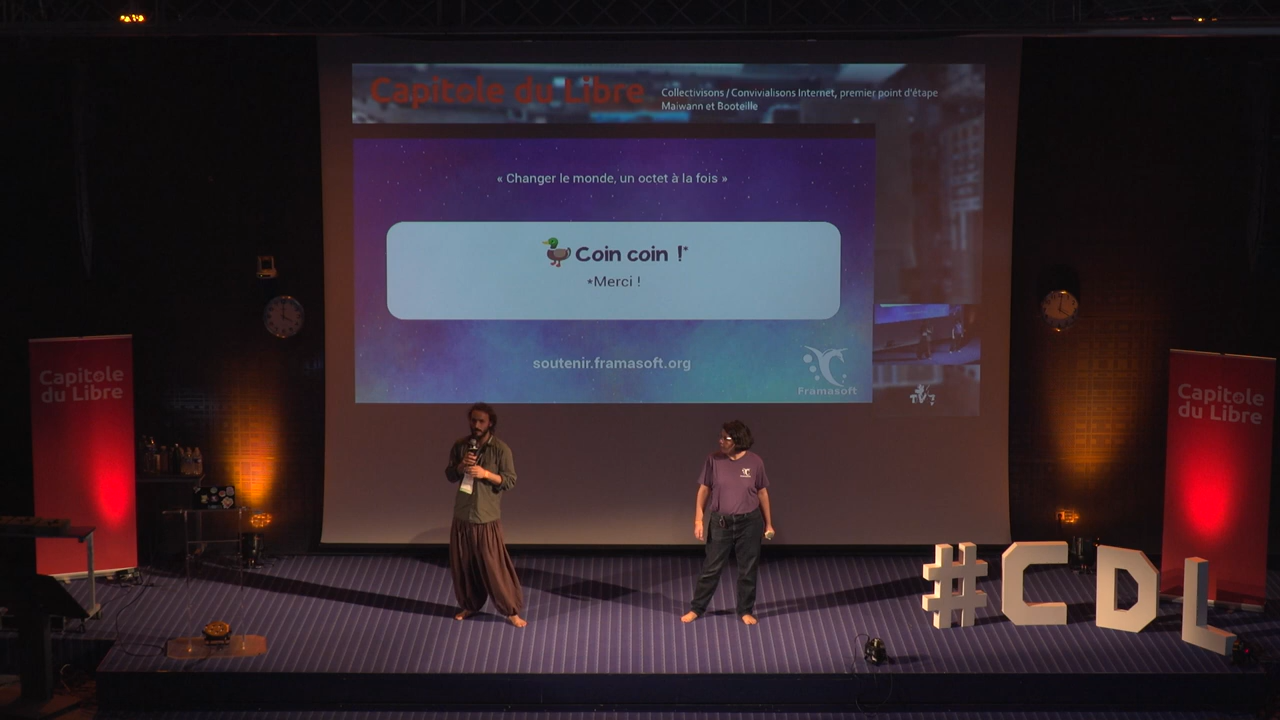 Capitole du Libre
Collectivisons / Convivialisons Internet, premier point d'étape
Maiwann et Booteille
« Changer le monde, un octet à la fois »
Coin coin !*
*Merci !
soutenir.framasoft.org
Framasoft
Capitole
du Libre
Capitole
du Libre
#CDL